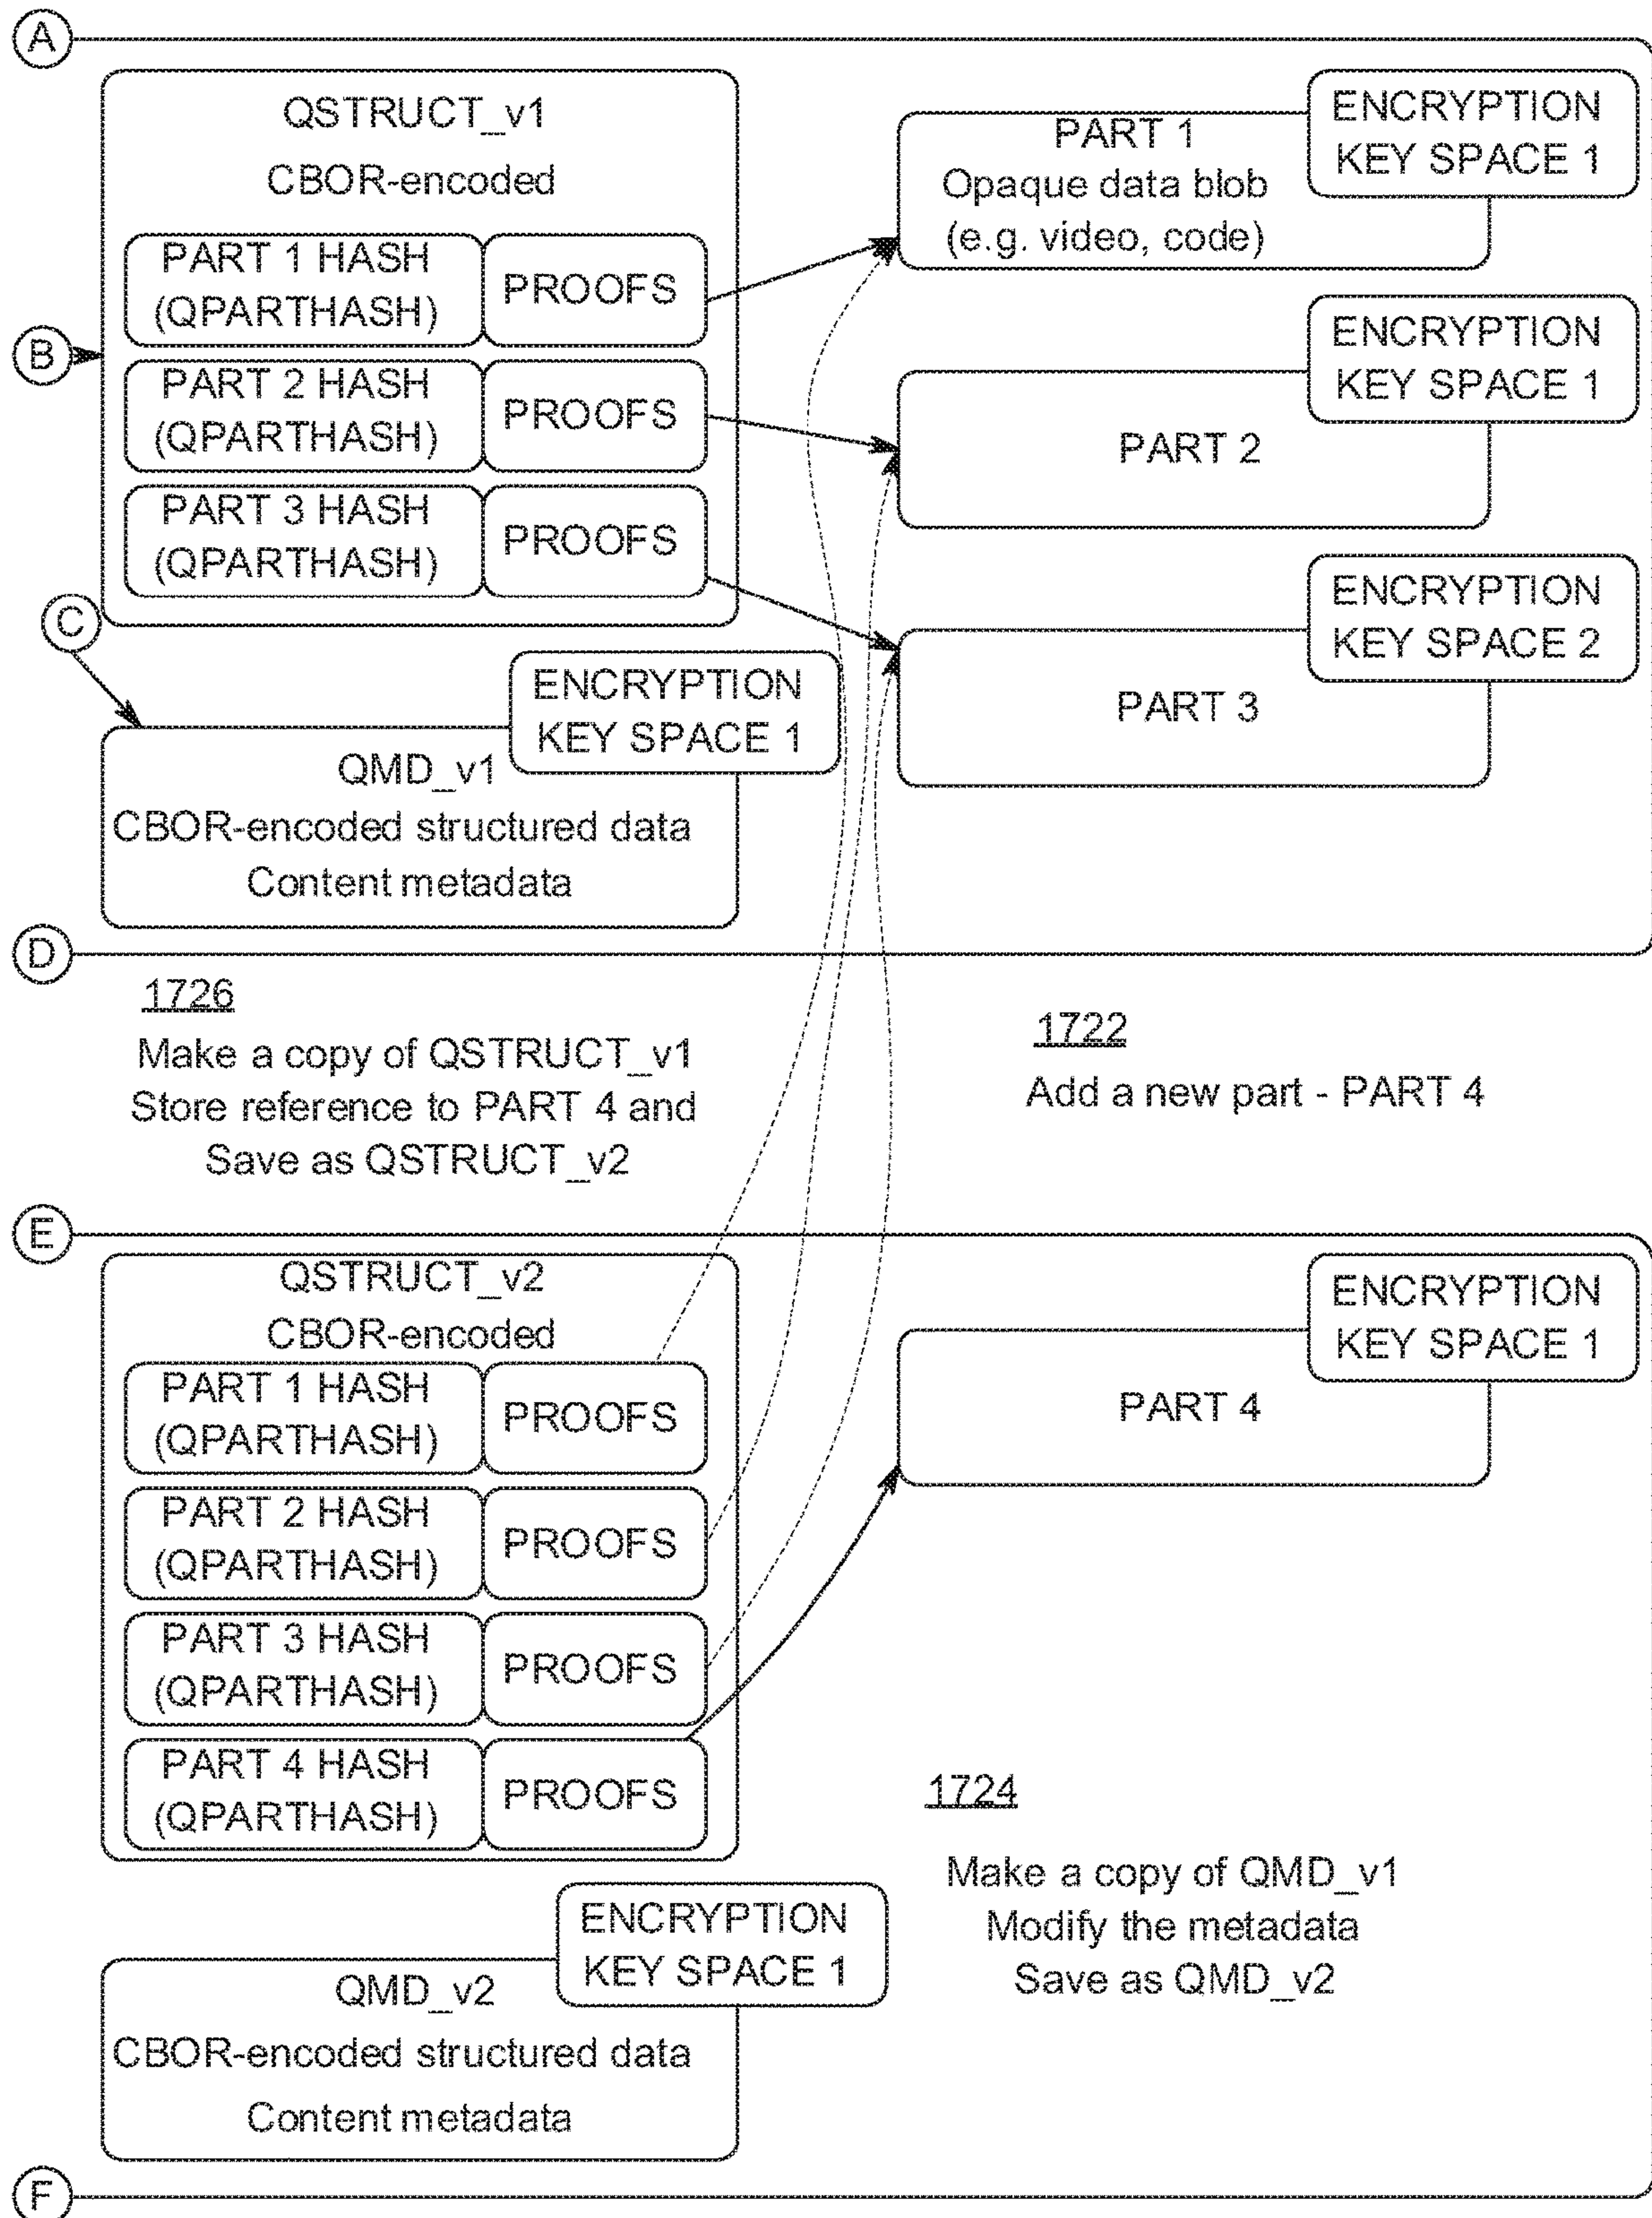 A
QSTRUCT_v1
CBOR-encoded
PART 1 HASH
(QPARTHASH)
PROOFS
B
PART 2 HASH
(QPARTHASH)
PROOFS
PART 3 HASH
(QPARTHASH)
PROOFS
PART 1
Opaque data blob
(e.g. video, code)
ENCRYPTION
KEY SPACE 1
PART 2
ENCRYPTION
KEY SPACE 1
PART 3
ENCRYPTION
KEY SPACE 2
C
ENCRYPTION
KEY SPACE 1
QMD_v1
CBOR-encoded structured data
Content metadata
D
1726
Make a copy of QSTRUCT_v1
Store reference to PART 4 and
Save as QSTRUCT_v2
1722
Add a new part - PART 4
E
QSTRUCT_v2
CBOR-encoded
PART 1 HASH
(QPARTHASH)
PROOFS
PART 2 HASH
(QPARTHASH)
PROOFS
PART 3 HASH
(QPARTHASH)
PROOFS
PART 4 HASH
(QPARTHASH)
PROOFS
ENCRYPTION
KEY SPACE 1
PART 4
1724
Make a copy of QMD_v1
Modify the metadata
Save as QMD_v2
ENCRYPTION
KEY SPACE 1
QMD_v2
CBOR-encoded structured data
Content metadata
F